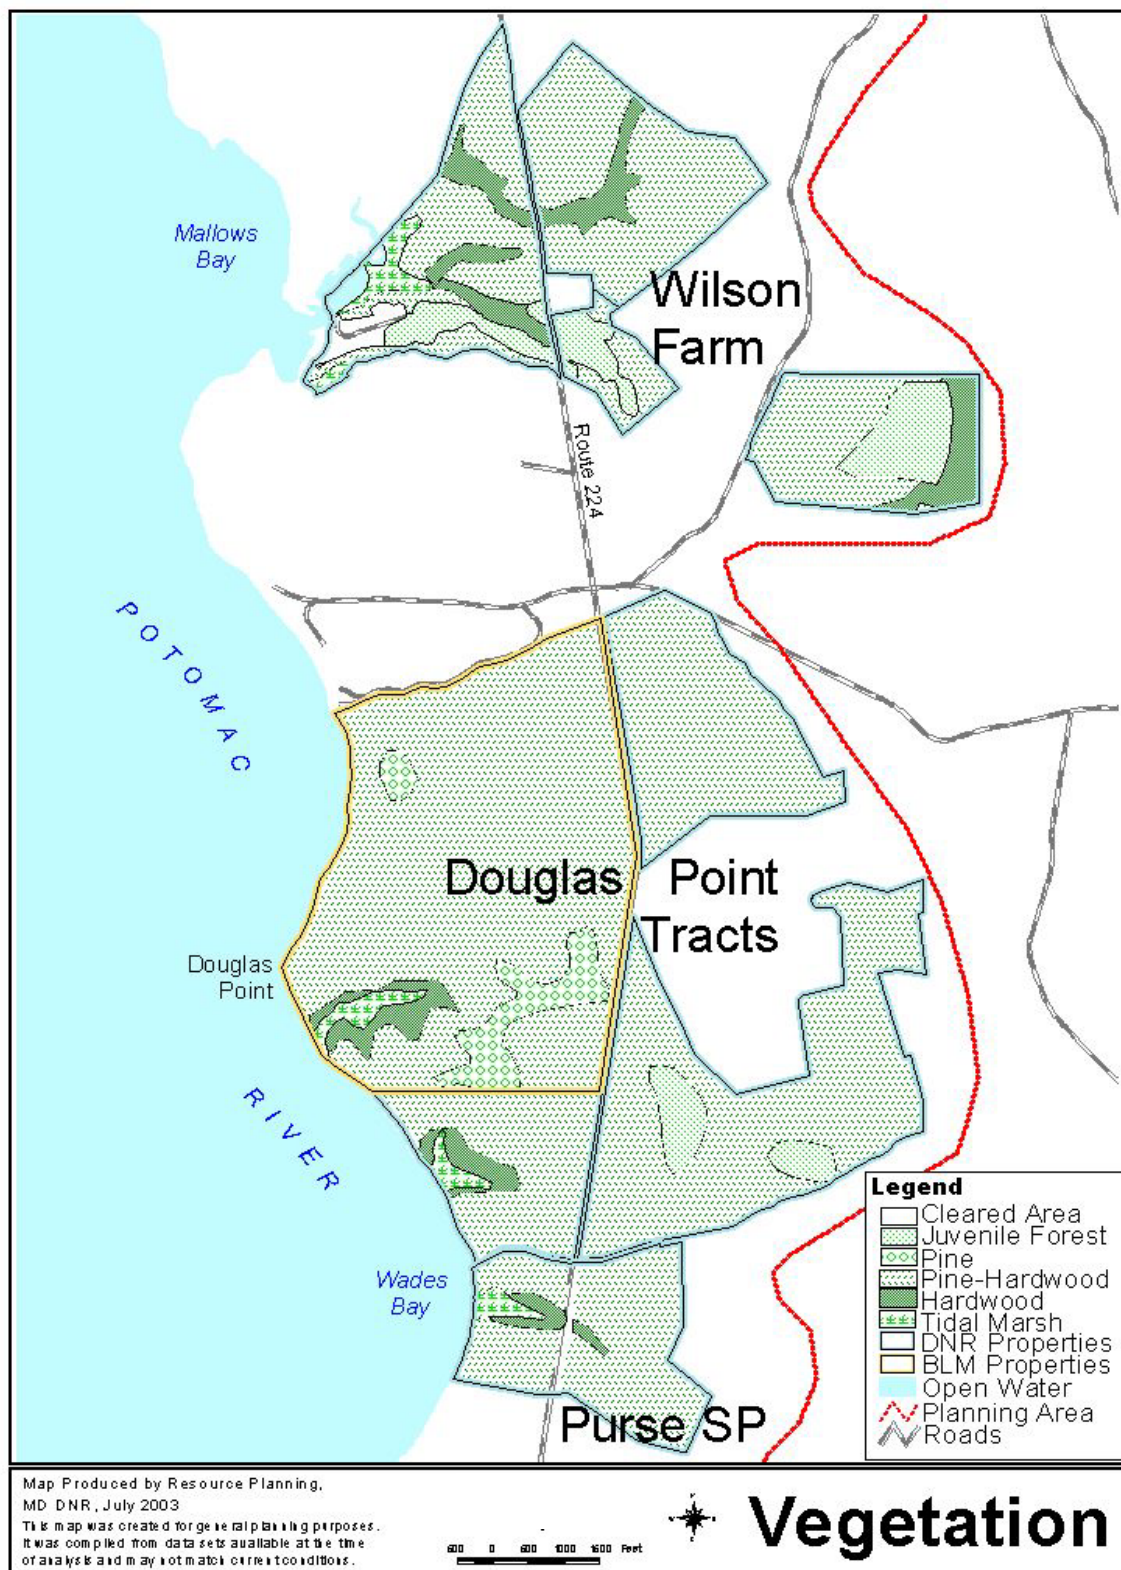 Mallows
Bay
Wilson
Farm
Route 224
POTOMAC
Douglas Point
Tracts
Douglas
Point
RIVER
Wades
Bay
Purse SP
Legend
Cleared Area
Juvenile Forest
Pine
Pine-Hardwood
Hardwood
Tidal Marsh
DNR Properties
BLM Properties
Open Water
Planning Area
Roads
Map Produced by Resource Planning,
MD DNR, July 2003
This map was created for general planning purposes.
It was compiled from data sets available at the time
of analysis and may not match current conditions.
0
Feet
Vegetation